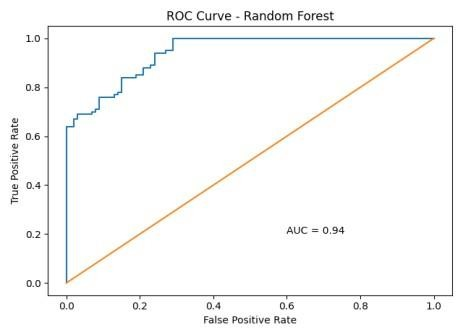 ROC Curve - Random Forest
True Positive Rate
1.0
0.8
0.6
0.4
0.2
0.0
AUC = 0.94
0.0 0.2 0.4 0.6 0.8 1.0
False Positive Rate